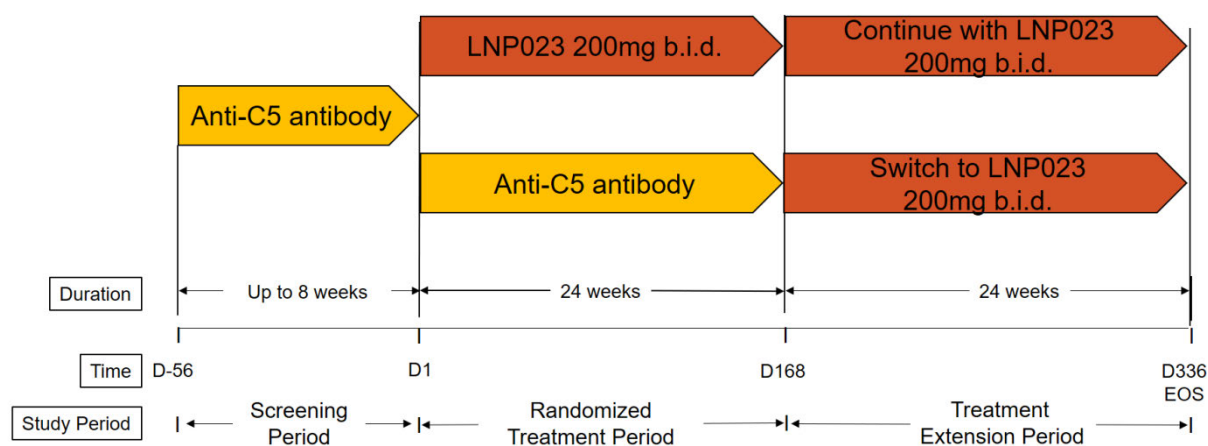 LNP023 200mg b.i.d.
Continue with LNP023
200mg b.i.d.
Anti-C5 antibody
Anti-C5 antibody
Switch to LNP023
200mg b.i.d.
Duration
Up to 8 weeks
24 weeks
24 weeks
Time
D-56
D1
D168
D336
EOS
Study Period
Screening
Period
Randomized
Treatment Period
Treatment
Extension Period